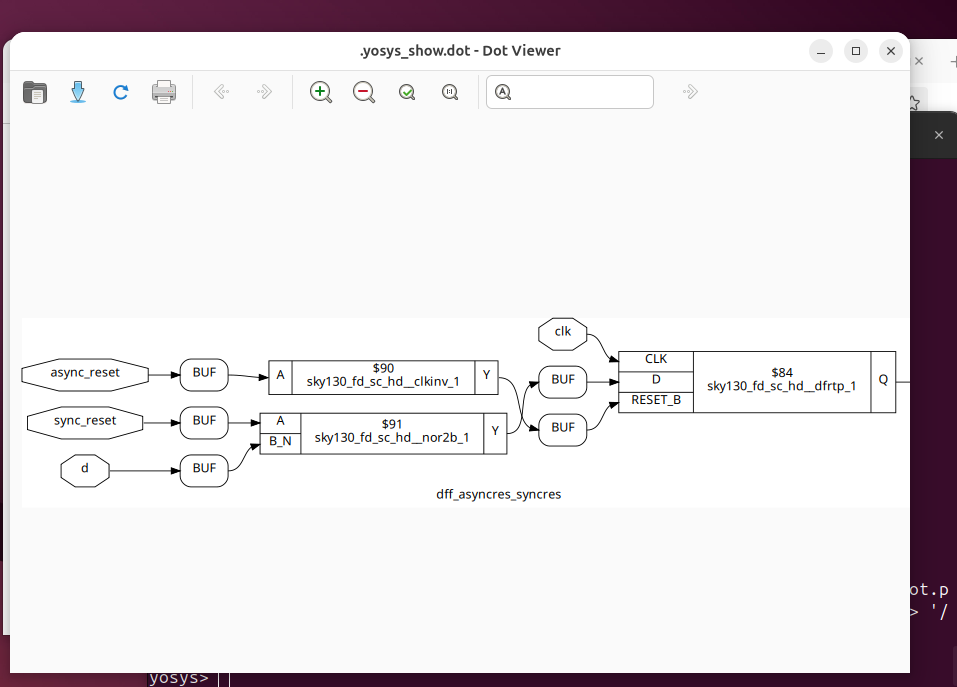 .yosys_show.dot - Dot Viewer
A
clk
async_reset
BUF
A
$90
sky130_fd_sc_hd__clkinv_1
Y
BUF
CLK
D
RESET_B
$84
sky130_fd_sc_hd__dfrtp_1
Q
sync_reset
BUF
A
B_N
$91
sky130_fd_sc_hd__nor2b_1
Y
BUF
d
BUF
dff_asyncres_syncres
ot.p
> '/
yosys>